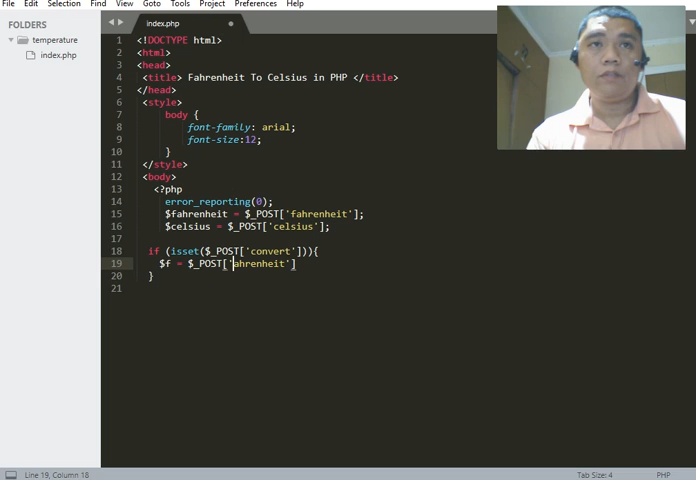 File Edit Selection Find View Goto Tools Project Preferences Help
FOLDERS
temperature
index.php
index.php
1 <!DOCTYPE html>
2 <html>
3 <head>
4 <title> Fahrenheit To Celsius in PHP </title>
5 </head>
6 <style>
7 body {
8 font-family: arial;
9 font-size:12;
10 }
11 </style>
12 <body>
13 <?php
14 error_reporting(0);
15 $fahrenheit = $_POST['fahrenheit'];
16 $celsius = $_POST['celsius'];
17
18 if (isset($_POST['convert'])){
19 $f = $_POST['ahrenheit']
20 }
21
Line 19, Column 18 Tab Size: 4 PHP